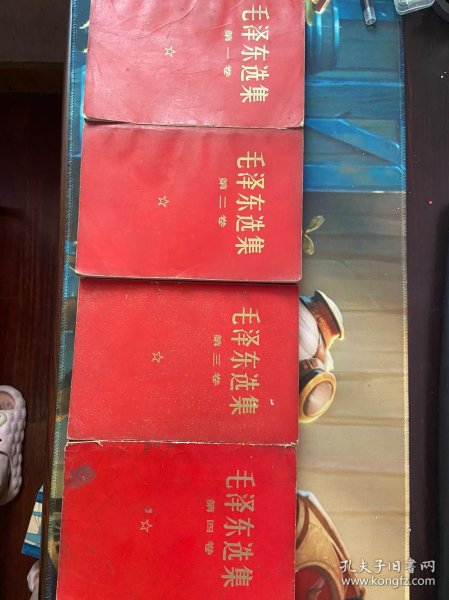 毛泽东选集
第一卷
毛泽东选集
第二卷
毛泽东选集
第三卷
毛泽东选集
第四卷
孔夫子旧书网
www.kongfz.com